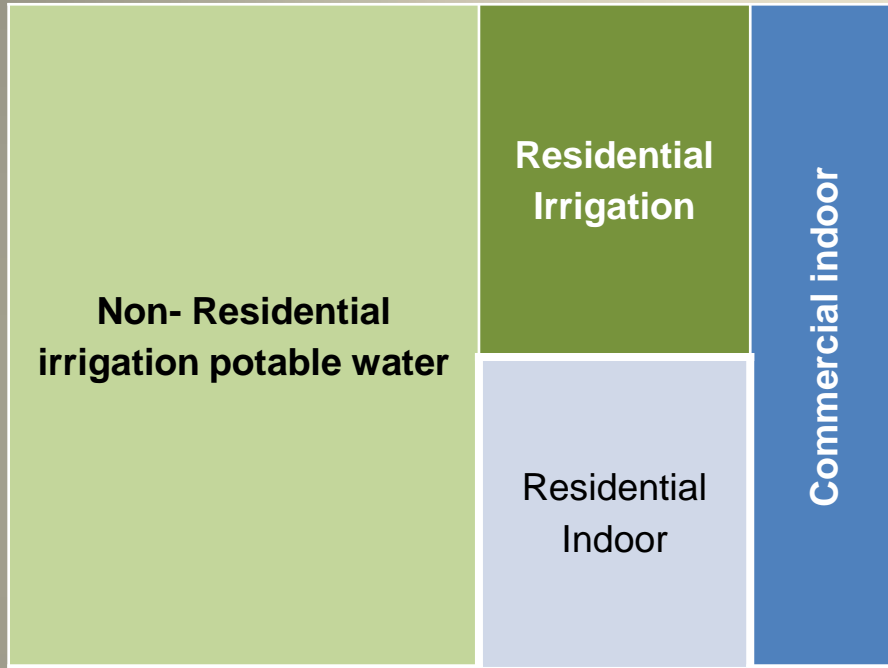 Non- Residential
irrigation potable water
Residential
Irrigation
Residential
Indoor
Commercial indoor